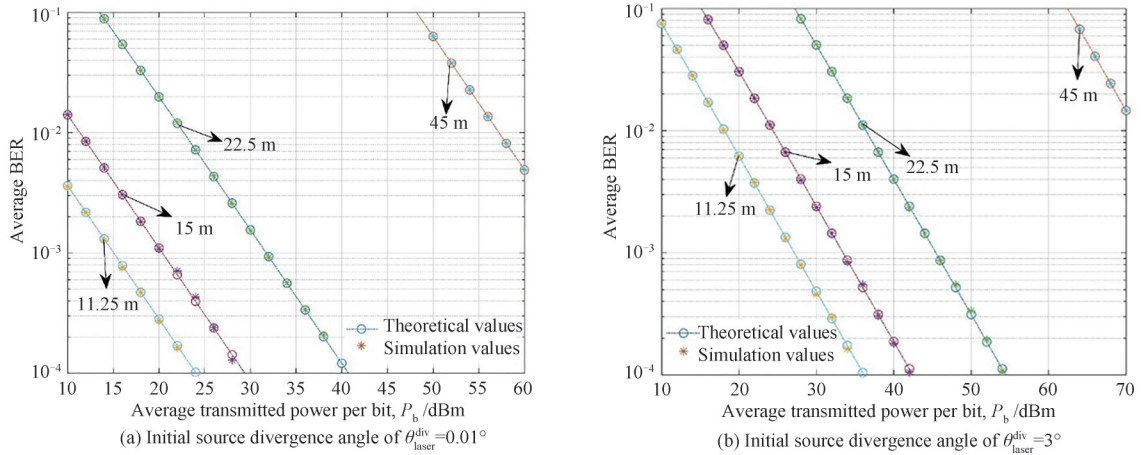 10⁻¹
10⁻²
10⁻³
10⁻⁴
Average BER
45 m
22.5 m
15 m
11.25 m
Theoretical values
Simulation values
10 15 20 25 30 35 40 45 50 55 60
Average transmitted power per bit, P_b /dBm
(a) Initial source divergence angle of θ_laser^div=0.01°
10⁻¹
10⁻²
10⁻³
10⁻⁴
Average BER
45 m
22.5 m
15 m
11.25 m
Theoretical values
Simulation values
10 20 30 40 50 60 70
Average transmitted power per bit, P_b /dBm
(b) Initial source divergence angle of θ_laser^div=3°